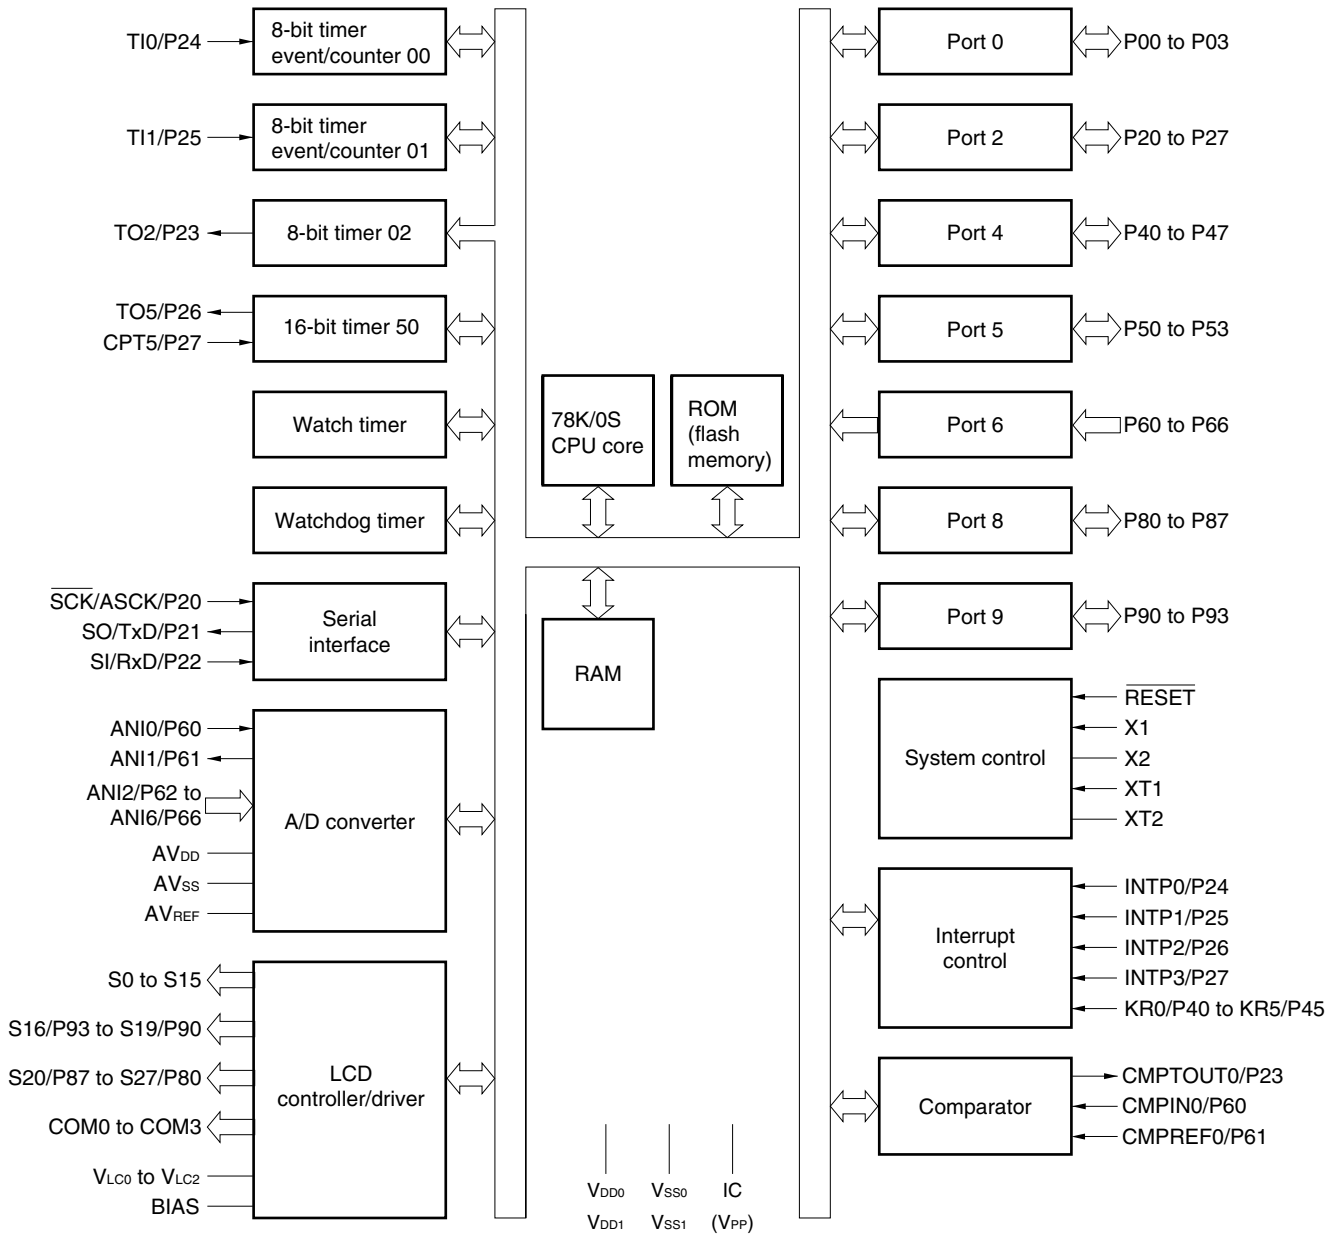 TI0/P24
8-bit timer
event/counter 00
TI1/P25
8-bit timer
event/counter 01
TO2/P23
8-bit timer 02
TO5/P26
CPT5/P27
16-bit timer 50
Watch timer
Watchdog timer
SCK/ASCK/P20
SO/TxD/P21
SI/RxD/P22
Serial
interface
ANI0/P60
ANI1/P61
ANI2/P62 to
ANI6/P66
AVDD
AVSS
AVREF
A/D converter
S0 to S15
S16/P93 to S19/P90
S20/P87 to S27/P80
COM0 to COM3
VLC0 to VLC2
BIAS
LCD
controller/driver
78K/0S
CPU core
ROM
(flash
memory)
RAM
VDD0 VSS0 IC
VDD1 VSS1 (VPP)
Port 0
P00 to P03
Port 2
P20 to P27
Port 4
P40 to P47
Port 5
P50 to P53
Port 6
P60 to P66
Port 8
P80 to P87
Port 9
P90 to P93
System control
RESET
X1
X2
XT1
XT2
Interrupt
control
INTP0/P24
INTP1/P25
INTP2/P26
INTP3/P27
KR0/P40 to KR5/P45
Comparator
CMPTOUT0/P23
CMPIN0/P60
CMPREF0/P61